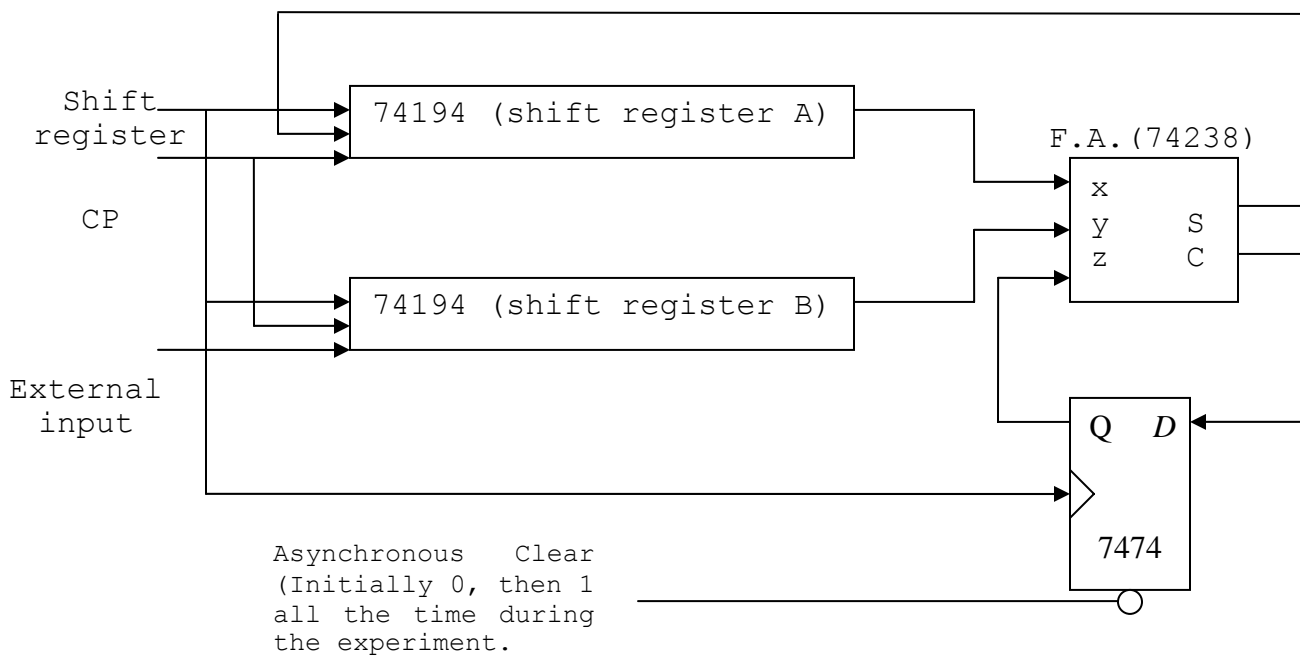 Shift
register
CP
External
input
74194 (shift register A)
74194 (shift register B)
F.A.(74238)
x
y S
z C
Q D
7474
Asynchronous Clear
(Initially 0, then 1
all the time during
the experiment.